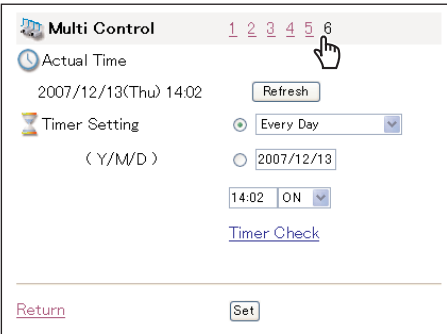 Multi Control 1 2 3 4 5 6
Actual Time
2007/12/13(Thu) 14:02 Refresh
Timer Setting Every Day
( Y/M/D ) 2007/12/13
14:02 ON
Timer Check
Return Set